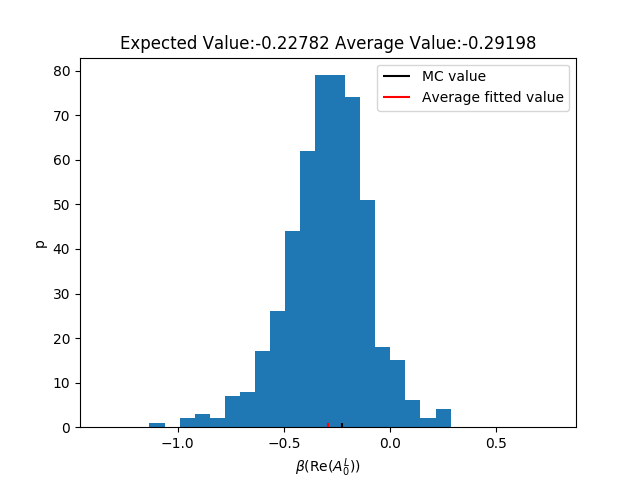 Expected Value:-0.22782 Average Value:-0.29198
MC value
Average fitted value
80
70
60
50
40
30
20
10
0
p
−1.0 −0.5 0.0 0.5
β(Re(A₀ᴸ))